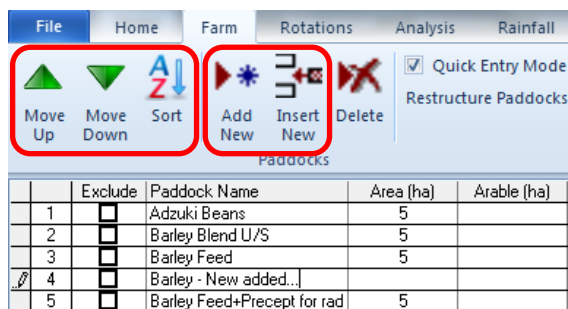 File Home Farm Rotations Analysis Rainfall
Move Up Move Down Sort Add New Insert New Delete Quick Entry Mode
Restructure Paddocks
Paddocks
Exclude Paddock Name Area (ha) Arable (ha)
1 Adzuki Beans 5
2 Barley Blend U/S 5
3 Barley Feed 5
4 Barley - New added...
5 Barley Feed+Precept for rad 5